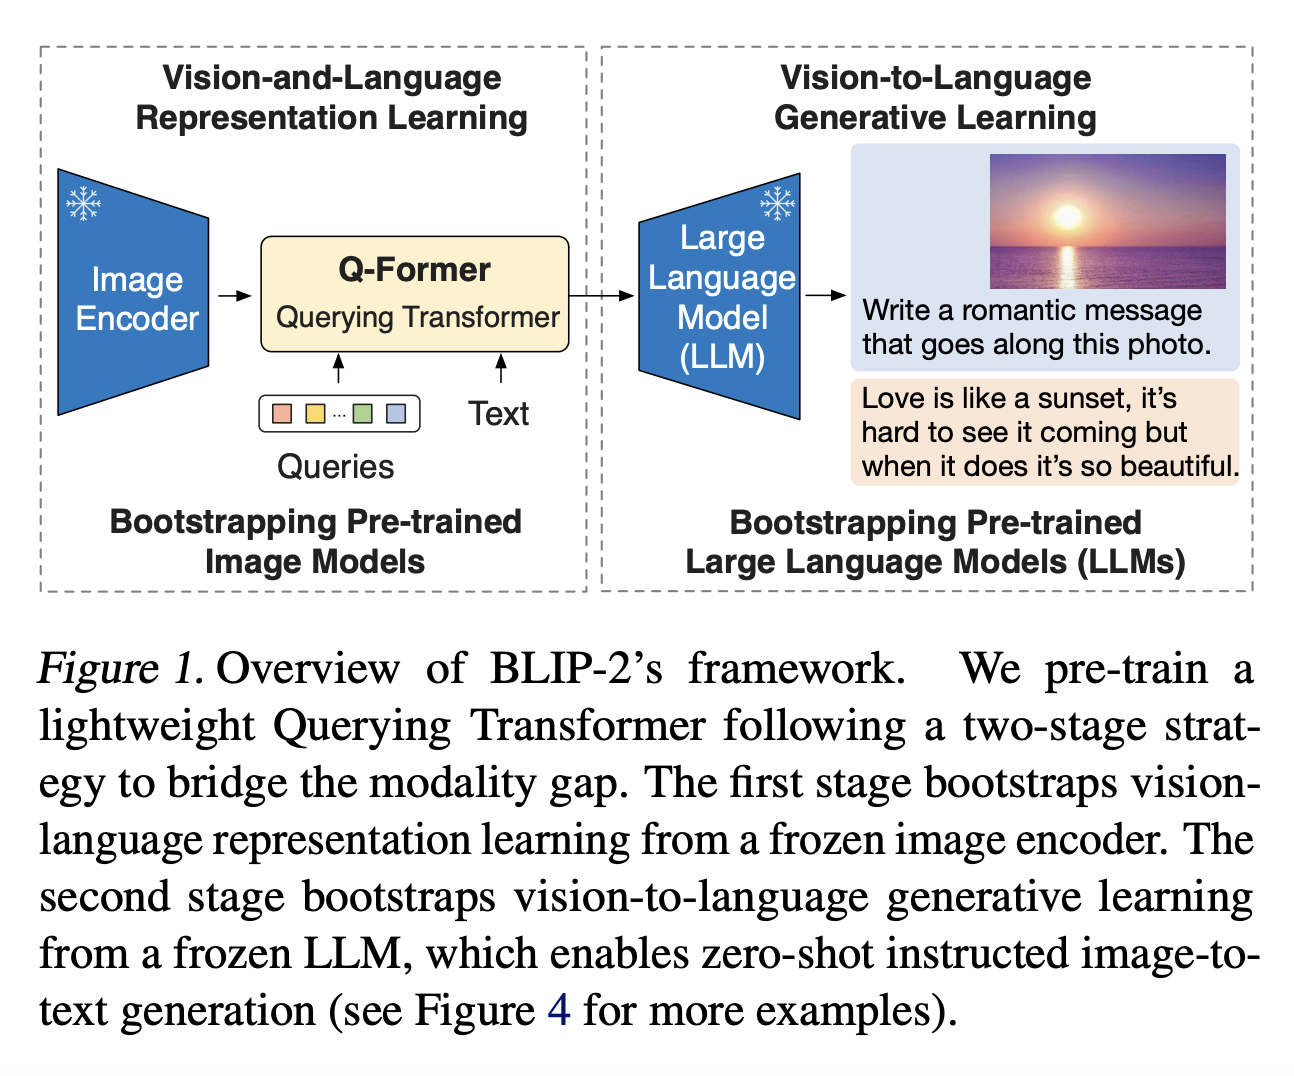 Vision-and-Language
Representation Learning
Image
Encoder
Q-Former
Querying Transformer
...
Queries
Text
Bootstrapping Pre-trained
Image Models
Vision-to-Language
Generative Learning
Large
Language
Model
(LLM)
Write a romantic message
that goes along this photo.
Love is like a sunset, it's
hard to see it coming but
when it does it's so beautiful.
Bootstrapping Pre-trained
Large Language Models (LLMs)
Figure 1. Overview of BLIP-2's framework. We pre-train a
lightweight Querying Transformer following a two-stage strat-
egy to bridge the modality gap. The first stage bootstraps vision-
language representation learning from a frozen image encoder. The
second stage bootstraps vision-to-language generative learning
from a frozen LLM, which enables zero-shot instructed image-to-
text generation (see Figure 4 for more examples).